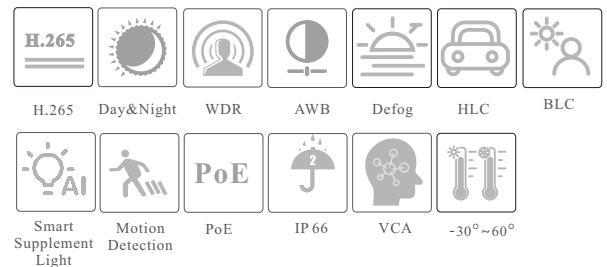 H.265
H.265
Day&Night
WDR
AWB
Defog
HLC
BLC
AI
PoE
2
Smart
Supplement
Light
Motion
Detection
PoE
IP 66
VCA
-30°~60°